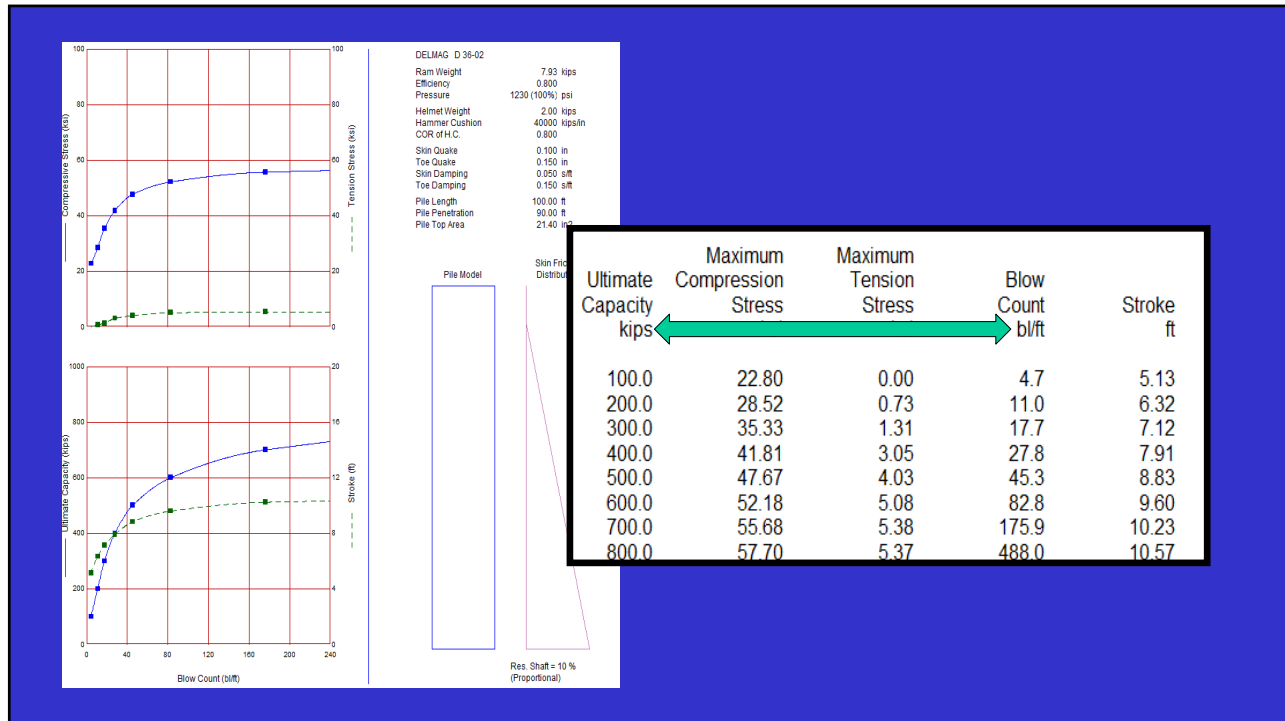 100
80
60
40
20
0
Compressive Stress (ksi)
100
80
60
40
20
0
Tension Stress (ksi)
1000
800
600
400
200
0
Ultimate Capacity (kips)
20
16
12
8
4
0
Stroke (ft)
0 40 80 120 160 200 240
Blow Count (bl/ft)
DELMAG D 36-02
Ram Weight 7.93 kips
Efficiency 0.800
Pressure 1230 (100%) psi
Helmet Weight 2.00 kips
Hammer Cushion 40000 kips/in
COR of H.C. 0.800
Skin Quake 0.100 in
Toe Quake 0.150 in
Skin Damping 0.050 s/ft
Toe Damping 0.150 s/ft
Pile Length 100.00 ft
Pile Penetration 90.00 ft
Pile Top Area 21.40 in2
Pile Model
Skin Fric
Distribut
Res. Shaft = 10 %
(Proportional)
Maximum Maximum
Ultimate Compression Tension Blow
Capacity Stress Stress Count Stroke
kips bl/ft ft
100.0 22.80 0.00 4.7 5.13
200.0 28.52 0.73 11.0 6.32
300.0 35.33 1.31 17.7 7.12
400.0 41.81 3.05 27.8 7.91
500.0 47.67 4.03 45.3 8.83
600.0 52.18 5.08 82.8 9.60
700.0 55.68 5.38 175.9 10.23
800.0 57.70 5.37 488.0 10.57